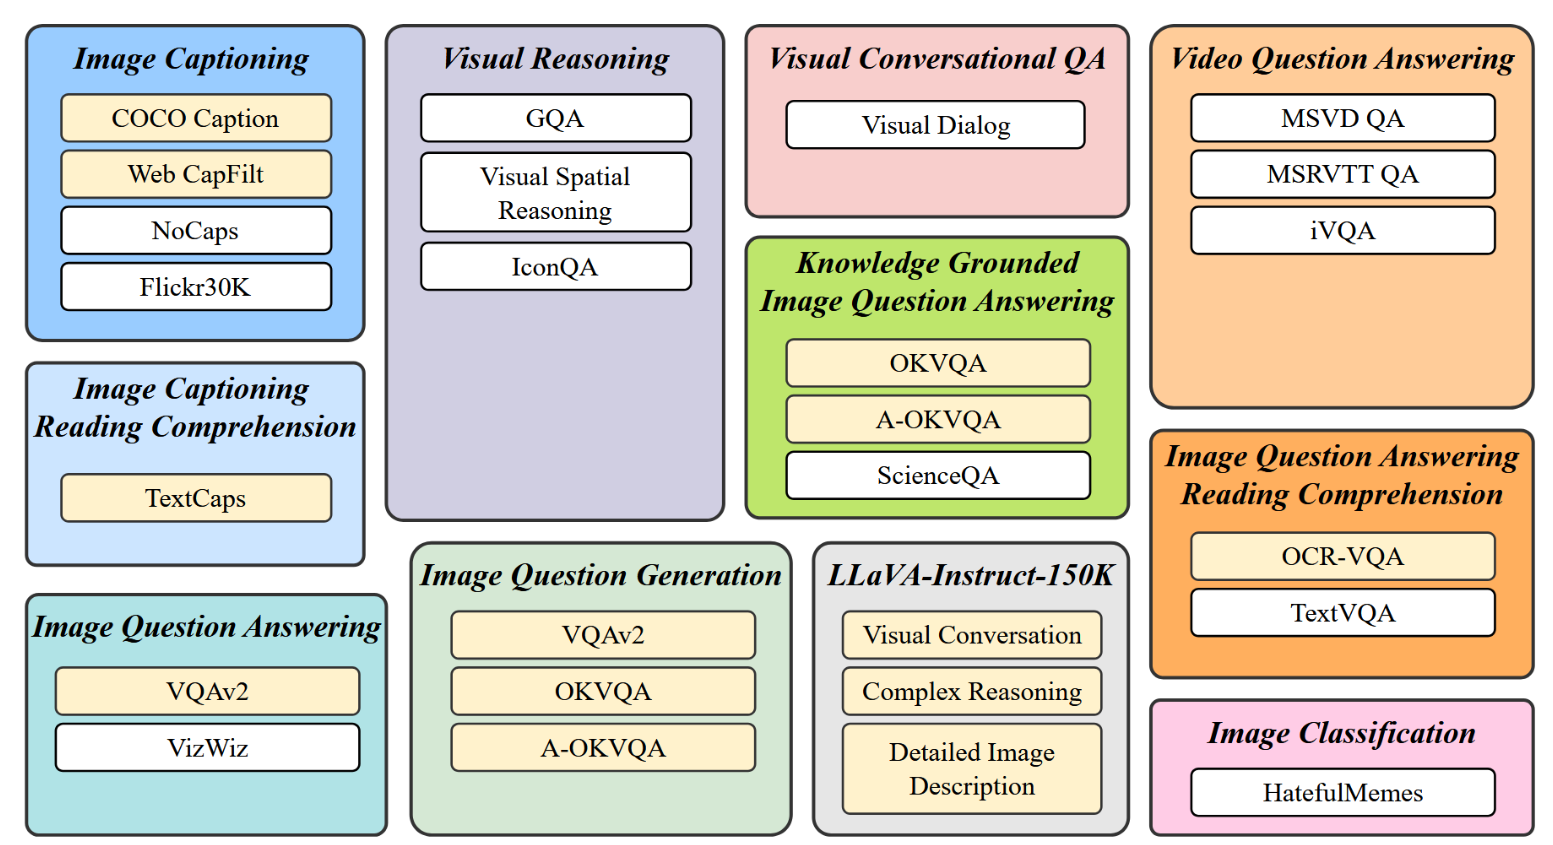 Image Captioning
COCO Caption
Web CapFilt
NoCaps
Flickr30K
Image Captioning
Reading Comprehension
TextCaps
Image Question Answering
VQAv2
VizWiz
Visual Reasoning
GQA
Visual Spatial
Reasoning
IconQA
Image Question Generation
VQAv2
OKVQA
A-OKVQA
Visual Conversational QA
Visual Dialog
Knowledge Grounded
Image Question Answering
OKVQA
A-OKVQA
ScienceQA
LLaVA-Instruct-150K
Visual Conversation
Complex Reasoning
Detailed Image
Description
Video Question Answering
MSVD QA
MSRVTT QA
iVQA
Image Question Answering
Reading Comprehension
OCR-VQA
TextVQA
Image Classification
HatefulMemes